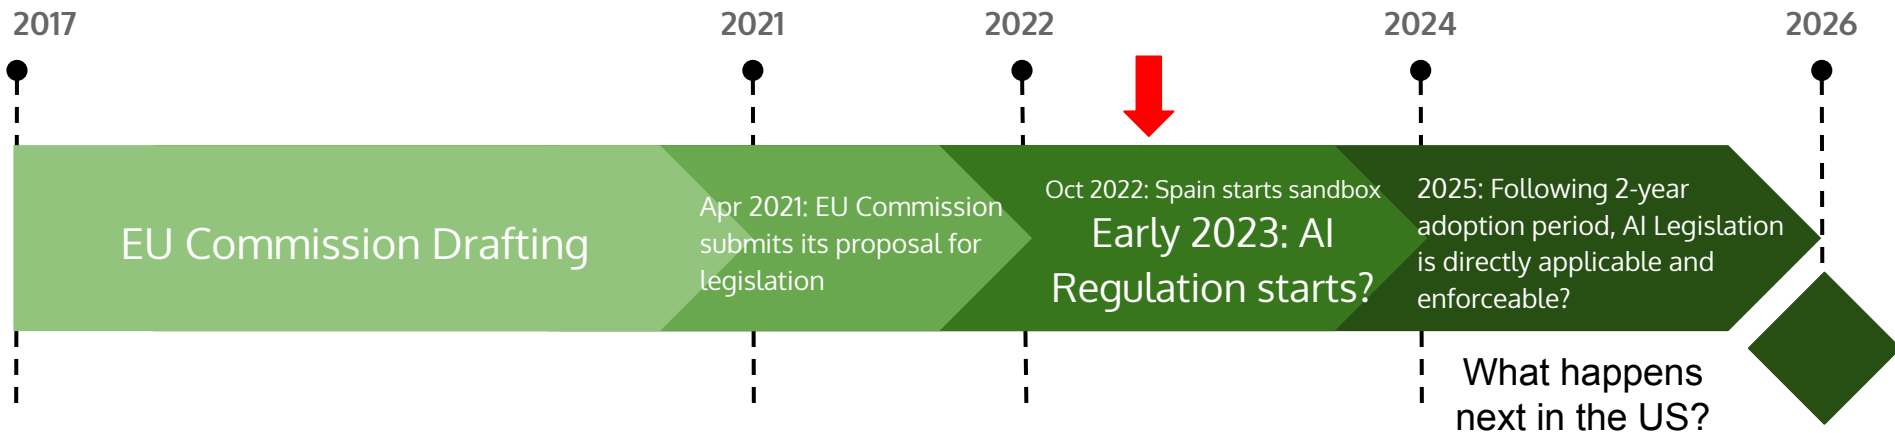 2017
2021
2022
2024
2026
EU Commission Drafting
Apr 2021: EU Commission
submits its proposal for
legislation
Oct 2022: Spain starts sandbox
Early 2023: AI
Regulation starts?
2025: Following 2-year
adoption period, AI Legislation
is directly applicable and
enforceable?
What happens
next in the US?